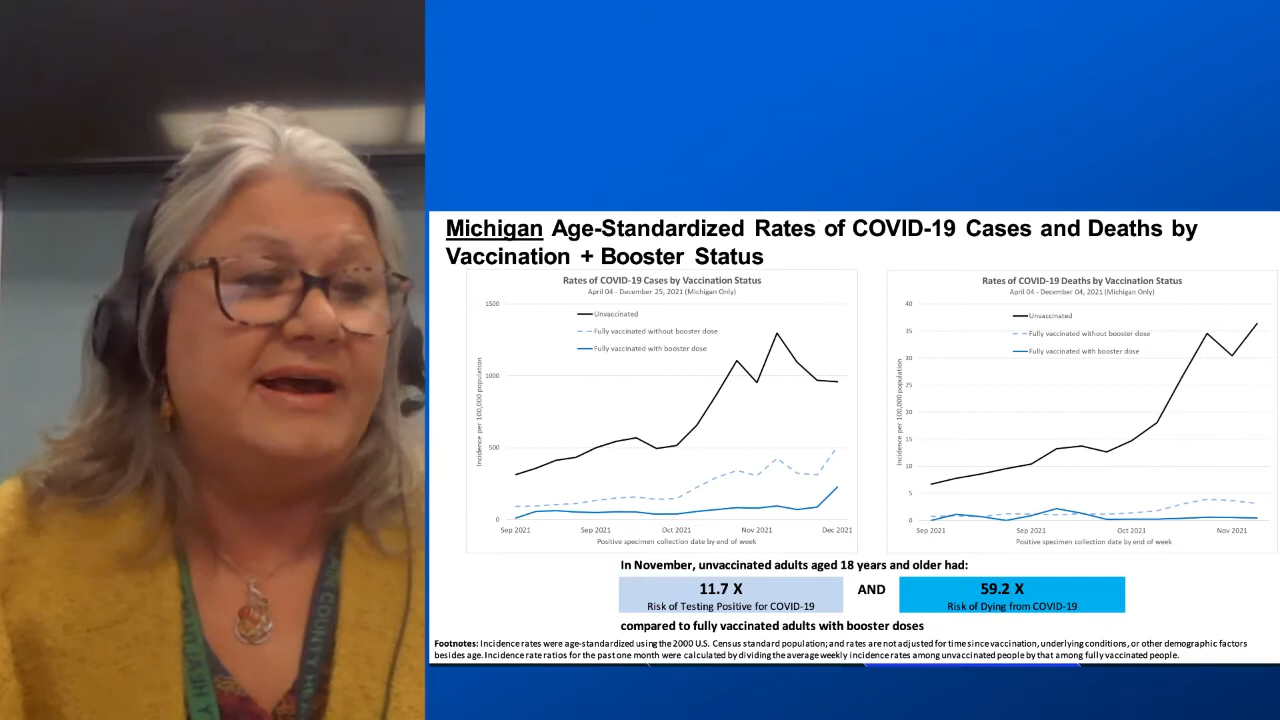 Michigan Age-Standardized Rates of COVID-19 Cases and Deaths by
Vaccination + Booster Status
Rates of COVID-19 Cases by Vaccination Status
April 04 - December 25, 2021 (Michigan Only)
1500
1000
500
0
Incidence per 100,000 population
Unvaccinated
Fully vaccinated without booster dose
Fully vaccinated with booster dose
Sep 2021
Sep 2021
Oct 2021
Nov 2021
Dec 2021
Positive specimen collection date by end of week
Rates of COVID-19 Deaths by Vaccination Status
April 04 - December 04, 2021 (Michigan Only)
40
35
30
25
20
15
10
5
0
Incidence per 100,000 population
Unvaccinated
Fully vaccinated without booster dose
Fully vaccinated with booster dose
Sep 2021
Sep 2021
Oct 2021
Nov 2021
Positive specimen collection date by end of week
In November, unvaccinated adults aged 18 years and older had:
11.7 X
Risk of Testing Positive for COVID-19
AND
59.2 X
Risk of Dying from COVID-19
compared to fully vaccinated adults with booster doses
Footnotes: Incidence rates were age-standardized using the 2000 U.S. Census standard population; and rates are not adjusted for time since vaccination, underlying conditions, or other demographic factors
besides age. Incidence rate ratios for the past one month were calculated by dividing the average weekly incidence rates among unvaccinated people by that among fully vaccinated people.
COUNTY